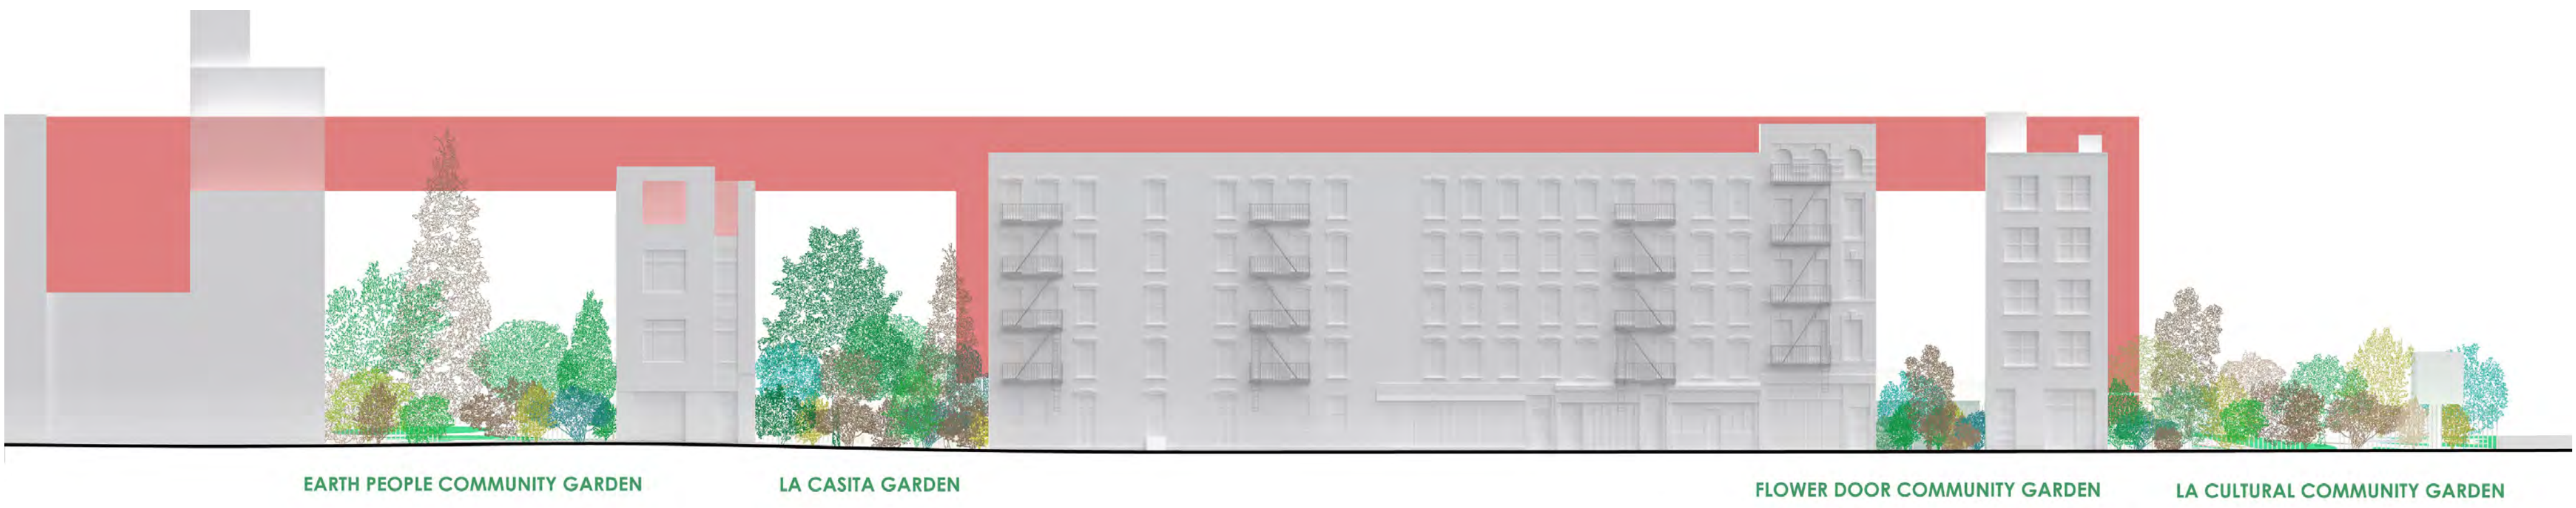 EARTH PEOPLE COMMUNITY GARDEN
LA CASITA GARDEN
FLOWER DOOR COMMUNITY GARDEN
LA CULTURAL COMMUNITY GARDEN